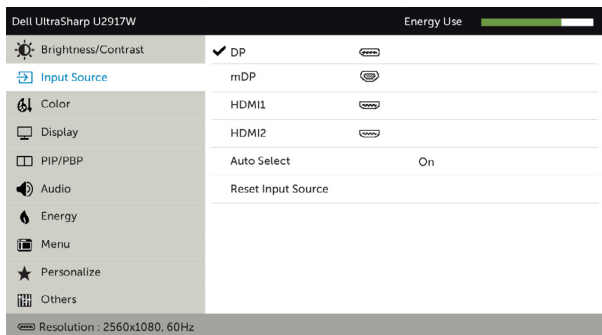 Dell UltraSharp U2917W Energy Use
Brightness/Contrast
Input Source
Color
Display
PIP/PBP
Audio
Energy
Menu
Personalize
Others
DP
mDP
HDMI1
HDMI2
Auto Select On
Reset Input Source
Resolution : 2560x1080, 60Hz